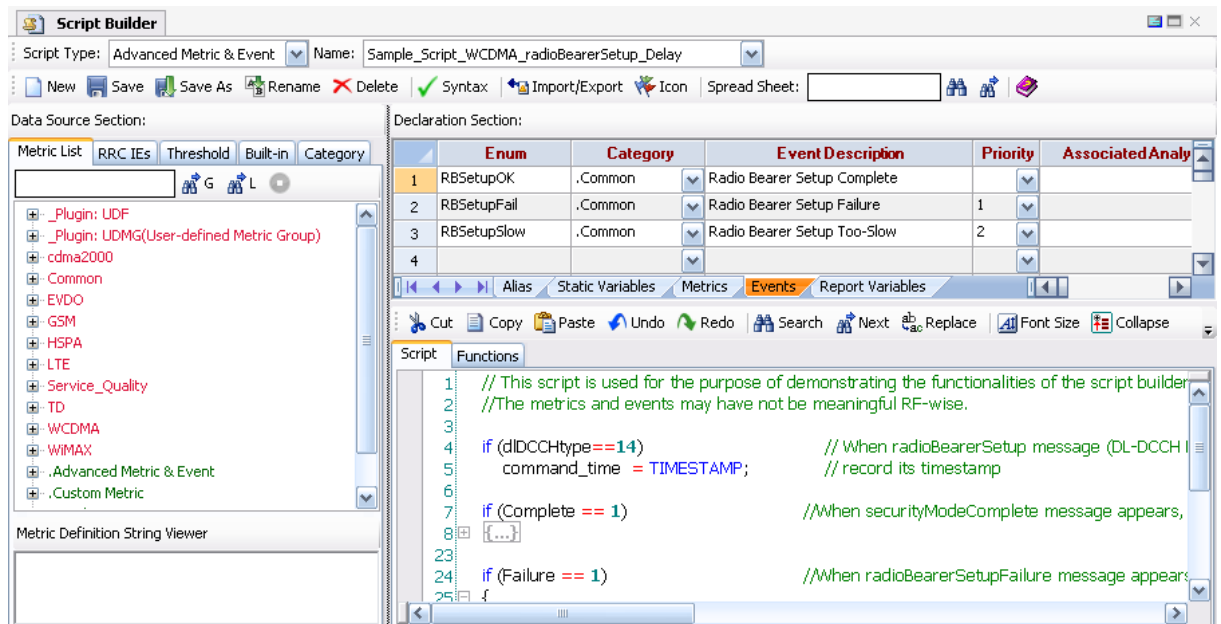 Script Builder
Script Type: Advanced Metric & Event Name: Sample_Script_WCDMA_radioBearerSetup_Delay
New Save Save As Rename Delete Syntax Import/Export Icon Spread Sheet:
Data Source Section:
Metric List RRC IEs Threshold Built-in Category
G L
_Plugin: UDF
_Plugin: UDMG(User-defined Metric Group)
cdma2000
Common
EVDO
GSM
HSPA
LTE
Service_Quality
TD
WCDMA
WiMAX
.Advanced Metric & Event
.Custom Metric
Metric Definition String Viewer
Declaration Section:
Enum Category Event Description Priority Associated Analy
1 RBSetupOK .Common Radio Bearer Setup Complete
2 RBSetupFail .Common Radio Bearer Setup Failure 1
3 RBSetupSlow .Common Radio Bearer Setup Too-Slow 2
4
Alias Static Variables Metrics Events Report Variables
Cut Copy Paste Undo Redo Search Next Replace Font Size Collapse
Script Functions
1 // This script is used for the purpose of demonstrating the functionalities of the script builder
2 //The metrics and events may have not be meaningful RF-wise.
3
4 if (dlDCCHtype==14) // When radioBearerSetup message (DL-DCCH
5 command_time = TIMESTAMP; // record its timestamp
6
7 if (Complete == 1) //When securityModeComplete message appears,
8 {...}
23
24 if (Failure == 1) //When radioBearerSetupFailure message appears
25 {